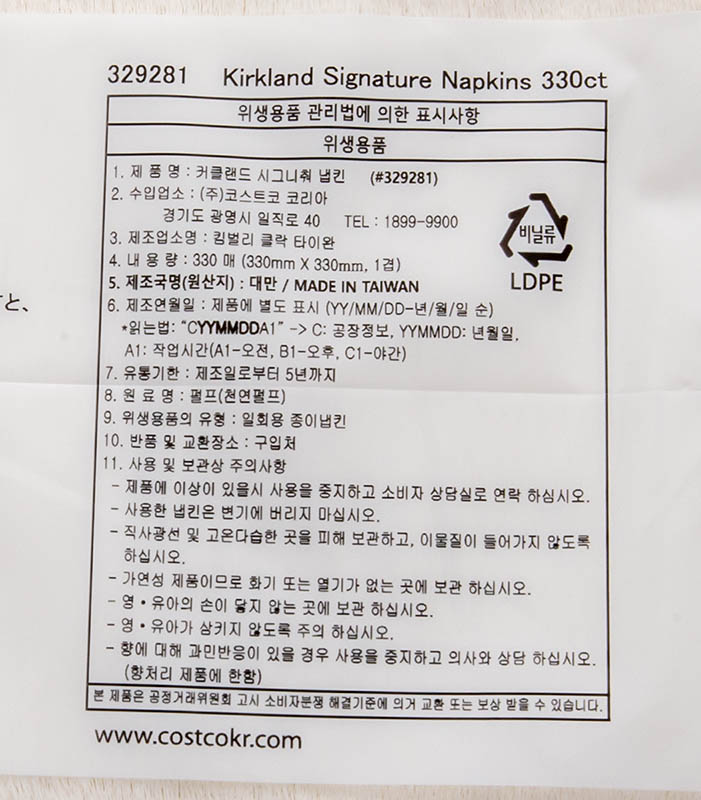 329281 Kirkland Signature Napkins 330ct
위생용품 관리법에 의한 표시사항
위생용품
1. 제 품 명 : 커클랜드 시그니춰 냅킨 (#329281)
2. 수입업소 : (주)코스트코 코리아
경기도 광명시 일직로 40 TEL : 1899-9900
3. 제조업소명 : 킴벌리 클락 타이완
4. 내 용 량 : 330 매 (330mm X 330mm, 1겹)
5. 제조국명(원산지) : 대만 / MADE IN TAIWAN
6. 제조연월일 : 제품에 별도 표시 (YY/MM/DD-년/월/일 순)
*읽는법: "CYYMMDDA1" -> C: 공장정보, YYMMDD: 년월일,
A1: 작업시간(A1-오전, B1-오후, C1-야간)
7. 유통기한 : 제조일로부터 5년까지
8. 원 료 명 : 펄프(천연펄프)
9. 위생용품의 유형 : 일회용 종이냅킨
10. 반품 및 교환장소 : 구입처
11. 사용 및 보관상 주의사항
- 제품에 이상이 있을시 사용을 중지하고 소비자 상담실로 연락 하십시오.
- 사용한 냅킨은 변기에 버리지 마십시오.
- 직사광선 및 고온다습한 곳을 피해 보관하고, 이물질이 들어가지 않도록
하십시오.
- 가연성 제품이므로 화기 또는 열기가 없는 곳에 보관 하십시오.
- 영・유아의 손이 닿지 않는 곳에 보관 하십시오.
- 영・유아가 삼키지 않도록 주의 하십시오.
- 향에 대해 과민반응이 있을 경우 사용을 중지하고 의사와 상담 하십시오.
(향처리 제품에 한함)
본 제품은 공정거래위원회 고시 소비자분쟁 해결기준에 의거 교환 또는 보상 받을 수 있습니다.
www.costcokr.com
비닐류
LDPE
と、